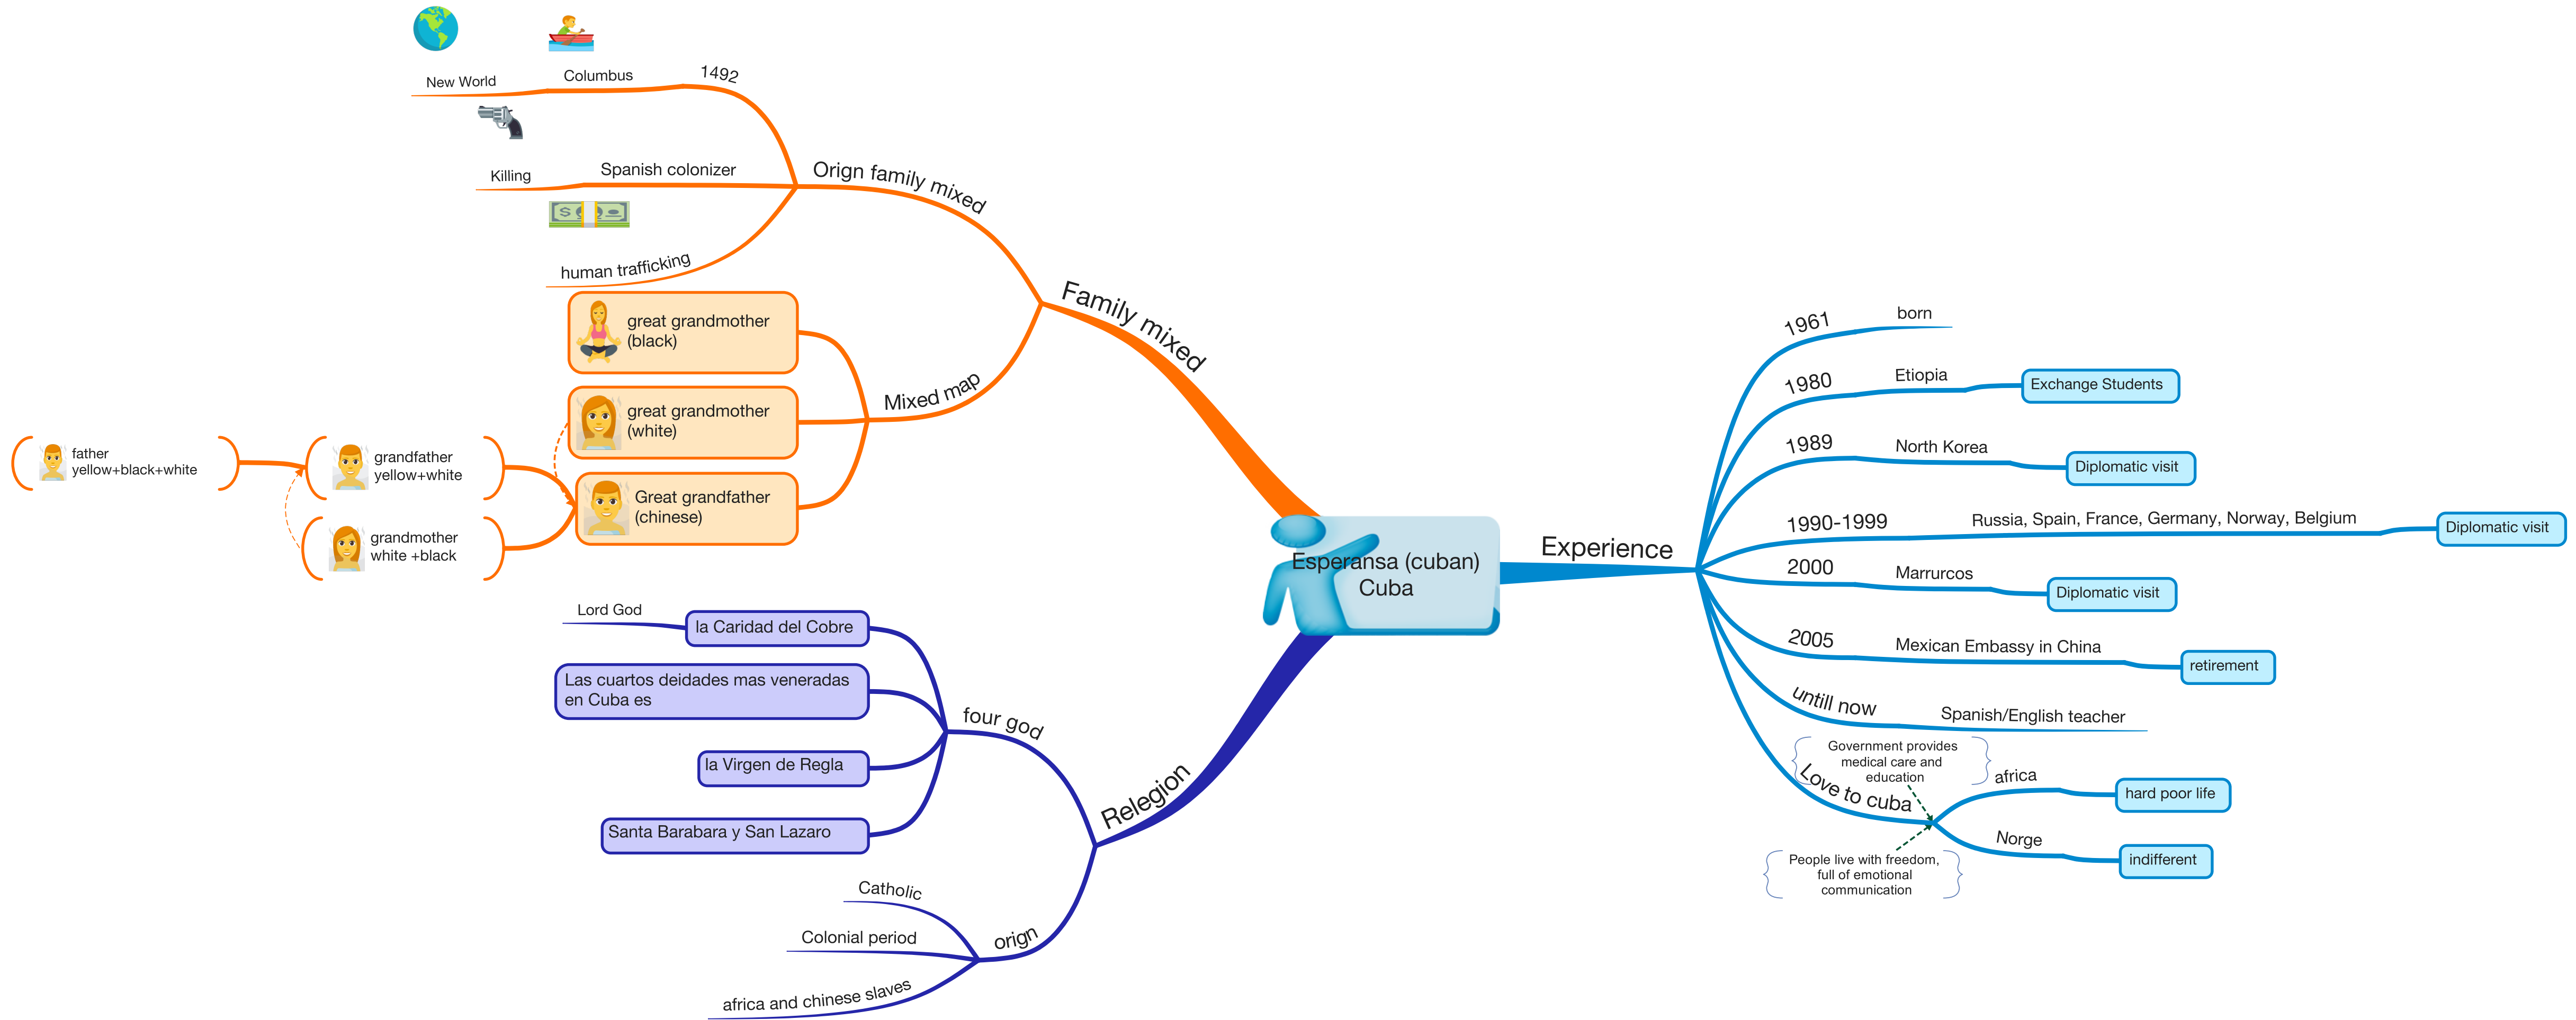 Esperansa (cuban)
Cuba
Family mixed
Orign family mixed
1492
Columbus
New World
Spanish colonizer
Killing
human trafficking
Mixed map
great grandmother
(black)
great grandmother
(white)
Great grandfather
(chinese)
grandfather
yellow+white
grandmother
white +black
father
yellow+black+white
Relegion
four god
la Caridad del Cobre
Lord God
Las cuartos deidades mas veneradas
en Cuba es
la Virgen de Regla
Santa Barabara y San Lazaro
orign
Catholic
Colonial period
africa and chinese slaves
Experience
1961
born
1980
Etiopia
Exchange Students
1989
North Korea
Diplomatic visit
1990-1999
Russia, Spain, France, Germany, Norway, Belgium
Diplomatic visit
2000
Marrurcos
Diplomatic visit
2005
Mexican Embassy in China
retirement
untill now
Spanish/English teacher
Love to cuba
Government provides
medical care and
education
People live with freedom,
full of emotional
communication
africa
hard poor life
Norge
indifferent